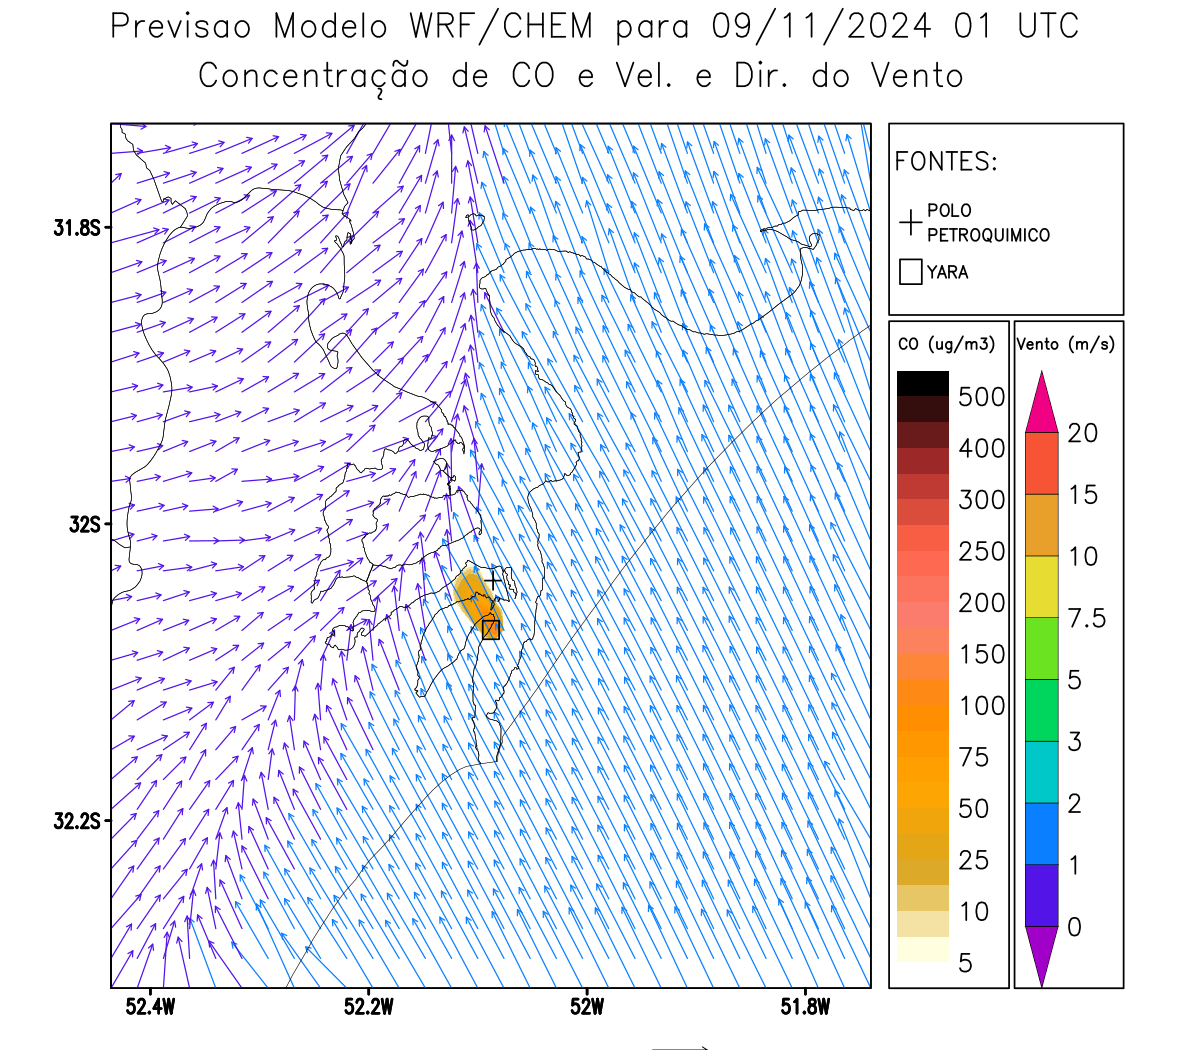 Previsao Modelo WRF/CHEM para 09/11/2024 01 UTC
Concentração de CO e Vel. e Dir. do Vento
FONTES:
POLO
PETROQUIMICO
YARA
31.8S
32S
32.2S
52.4W
52.2W
52W
51.8W
CO (ug/m3)
500
400
300
250
200
150
100
75
50
25
10
5
Vento (m/s)
20
15
10
7.5
5
3
2
1
0